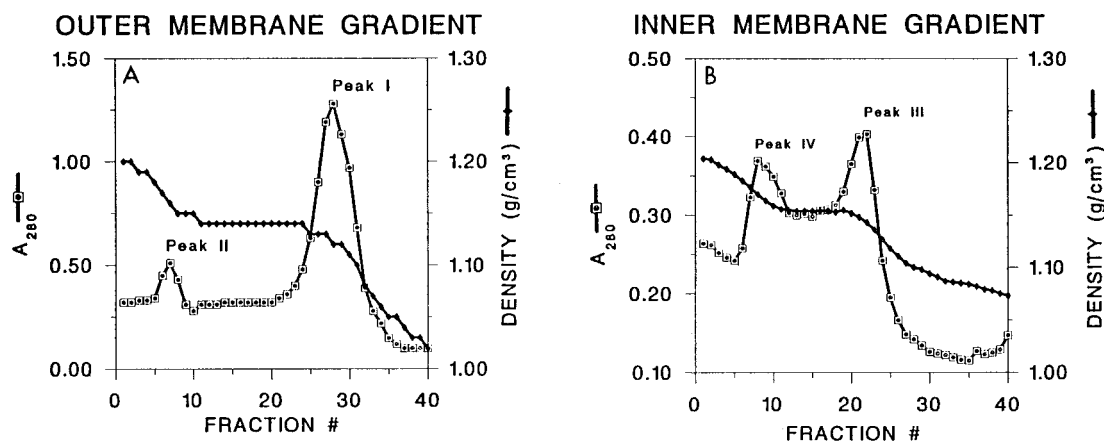 OUTER MEMBRANE GRADIENT
A
Peak I
Peak II
1.50
1.00
0.50
0.00
A280
1.30
1.20
1.10
1.00
DENSITY (g/cm³)
0
10
20
30
40
FRACTION #
INNER MEMBRANE GRADIENT
B
Peak III
Peak IV
0.50
0.40
0.30
0.20
0.10
A280
1.30
1.20
1.10
1.00
DENSITY (g/cm³)
0
10
20
30
40
FRACTION #